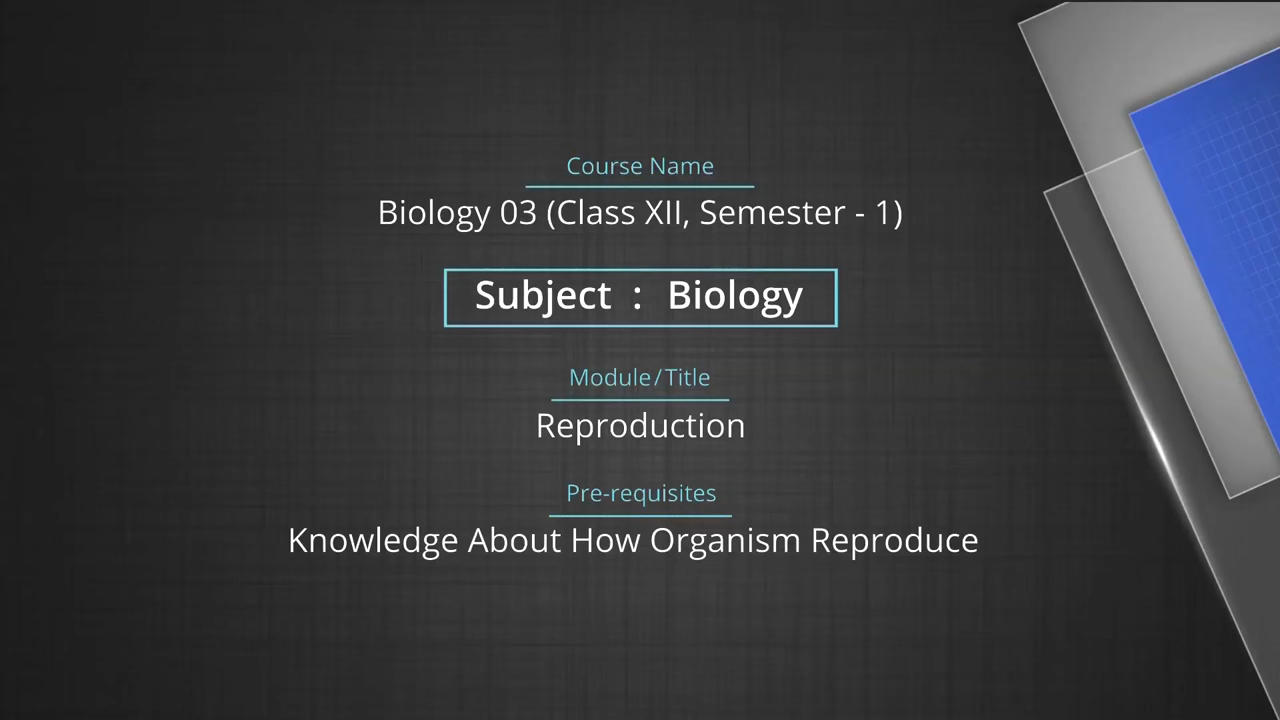 Course Name
Biology 03 (Class XII, Semester - 1)
Subject : Biology
Module/Title
Reproduction
Pre-requisites
Knowledge About How Organism Reproduce